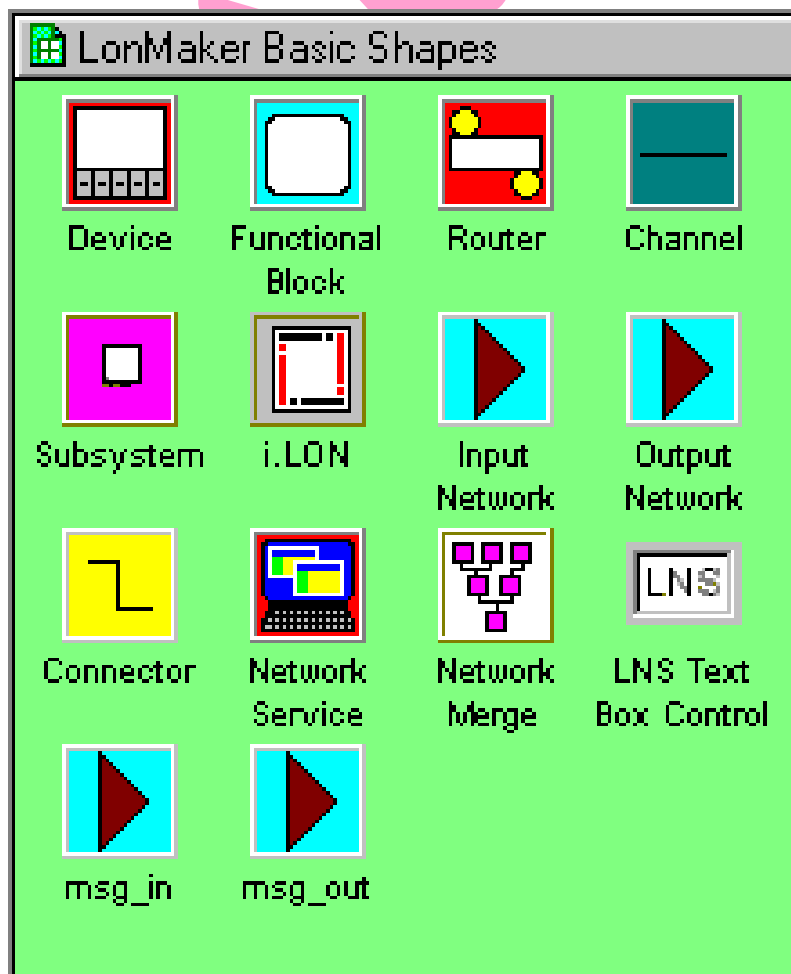 LonMaker Basic Shapes
Device
Functional
Block
Router
Channel
Subsystem
i.LON
Input
Network
Output
Network
Connector
Network
Service
Network
Merge
LNS
LNS Text
Box Control
msg_in
msg_out